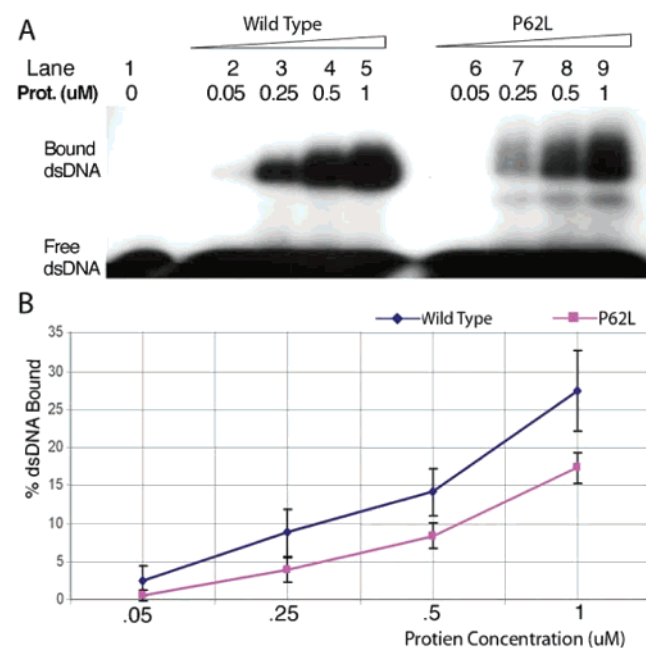 A
Wild Type
P62L
Lane 1 2 3 4 5 6 7 8 9
Prot. (uM) 0 0.05 0.25 0.5 1 0.05 0.25 0.5 1
Bound
dsDNA
Free
dsDNA
B
Wild Type
P62L
% dsDNA Bound
35
30
25
20
15
10
5
0
.05 .25 .5 1
Protien Concentration (uM)